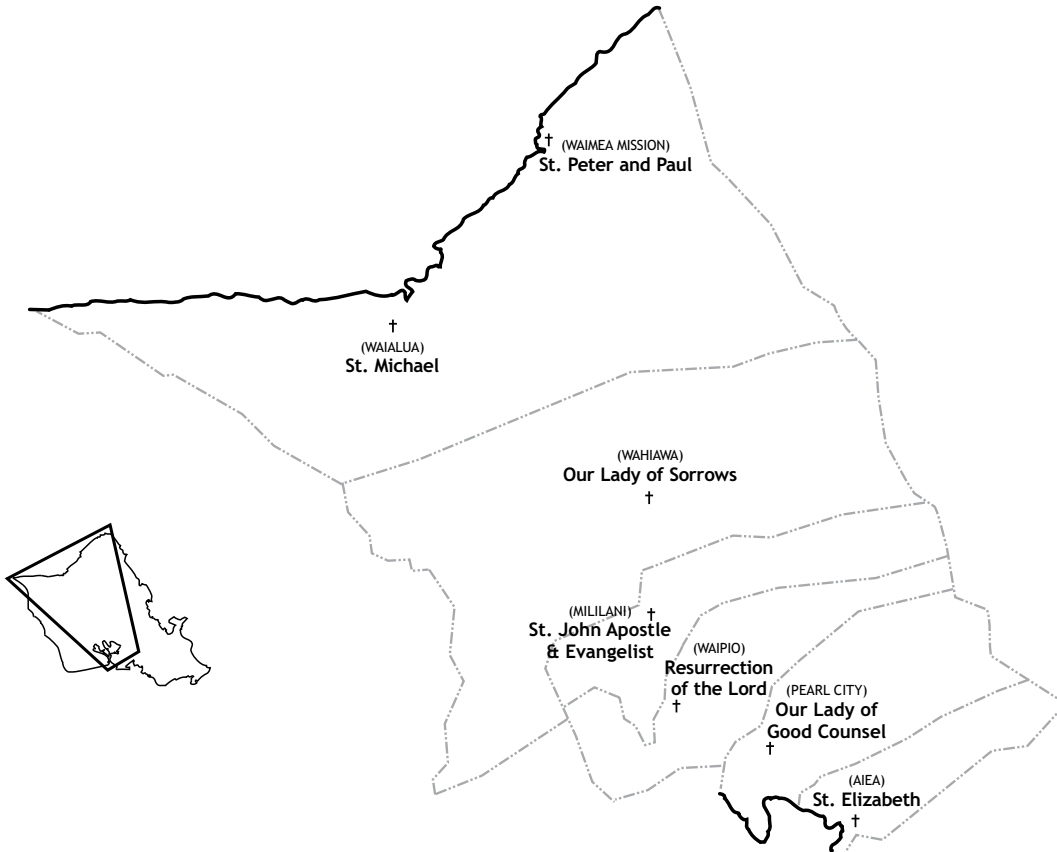 (WAIMEA MISSION)
St. Peter and Paul
(WAIALUA)
St. Michael
(WAHIAWA)
Our Lady of Sorrows
(MILILANI)
St. John Apostle
& Evangelist
(WAIPIO)
Resurrection
of the Lord
(PEARL CITY)
Our Lady of
Good Counsel
(AIEA)
St. Elizabeth